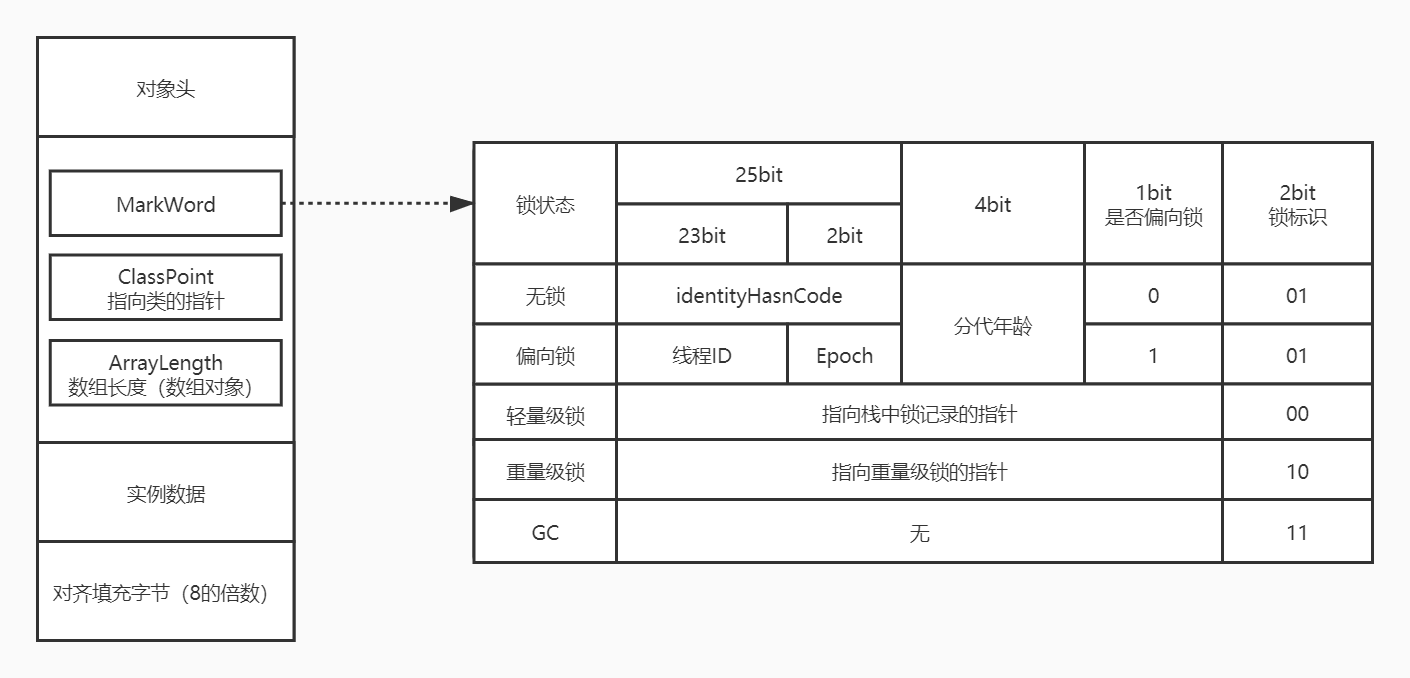 对象头
MarkWord
ClassPoint
指向类的指针
ArrayLength
数组长度（数组对象）
实例数据
对齐填充字节（8的倍数）
锁状态
25bit
23bit
2bit
4bit
1bit
是否偏向锁
2bit
锁标识
无锁
identityHasnCode
分代年龄
0
01
偏向锁
线程ID
Epoch
1
01
轻量级锁
指向栈中锁记录的指针
00
重量级锁
指向重量级锁的指针
10
GC
无
11